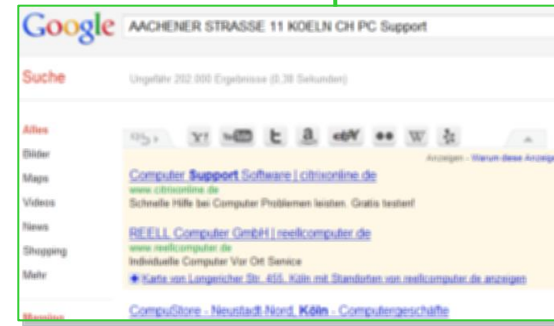 Google
AACHENER STRASSE 11 KOELN CH PC Support
Suche
Ungefähr 202.000 Ergebnisse (0,38 Sekunden)
Alles
Bilder
Maps
Videos
News
Shopping
Mehr
Y! You Tube t a ebY W
Anzeigen - Warum diese Anzeige
Computer Support Software | citrixonline.de
www.citrixonline.de
Schnelle Hilfe bei Computer Problemen leisten. Gratis testen!
REELL Computer GmbH | reellcomputer.de
www.reellcomputer.de
Individuelle Computer Vor Ort Service
Karte von Longericher Str. 455, Köln mit Standorten von reellcomputer.de anzeigen
CompuStore - Neustadt-Nord, Köln - Computergeschäfte